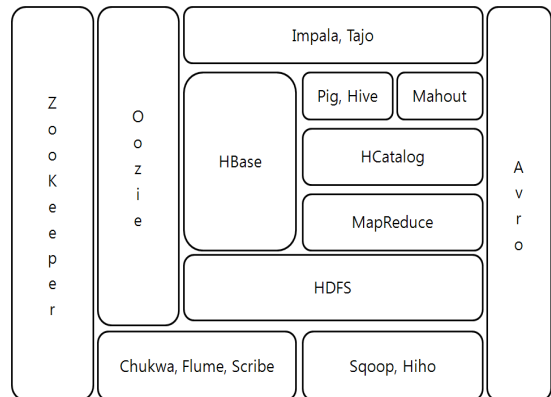 ZooKeeper
Oozie
Impala, Tajo
HBase
Pig, Hive
Mahout
HCatalog
MapReduce
HDFS
Chukwa, Flume, Scribe
Sqoop, Hiho
Avro